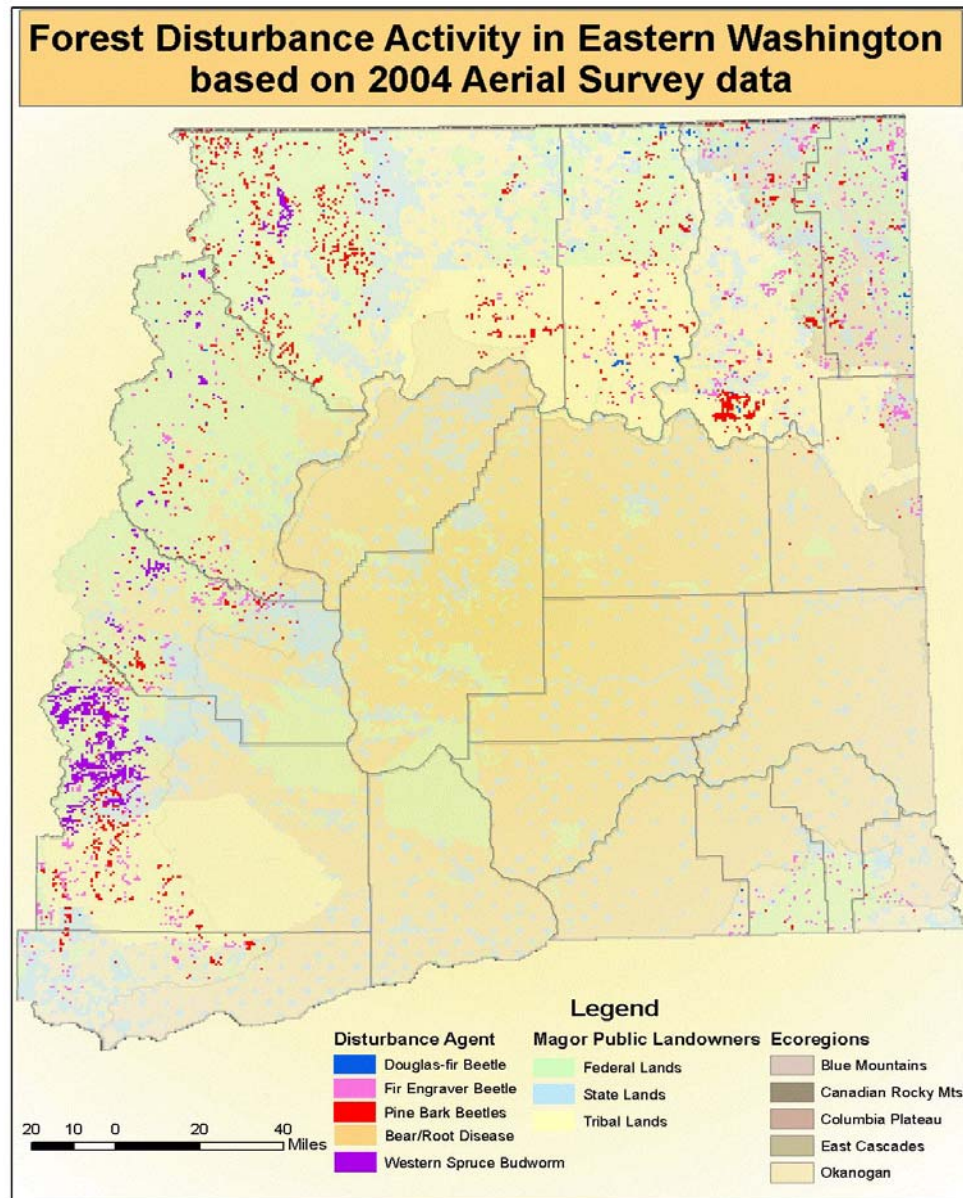 Forest Disturbance Activity in Eastern Washington
based on 2004 Aerial Survey data
Legend
Disturbance Agent
Douglas-fir Beetle
Fir Engraver Beetle
Pine Bark Beetles
Bear/Root Disease
Western Spruce Budworm
Magor Public Landowners
Federal Lands
State Lands
Tribal Lands
Ecoregions
Blue Mountains
Canadian Rocky Mts
Columbia Plateau
East Cascades
Okanogan
20 10 0 20 40
Miles